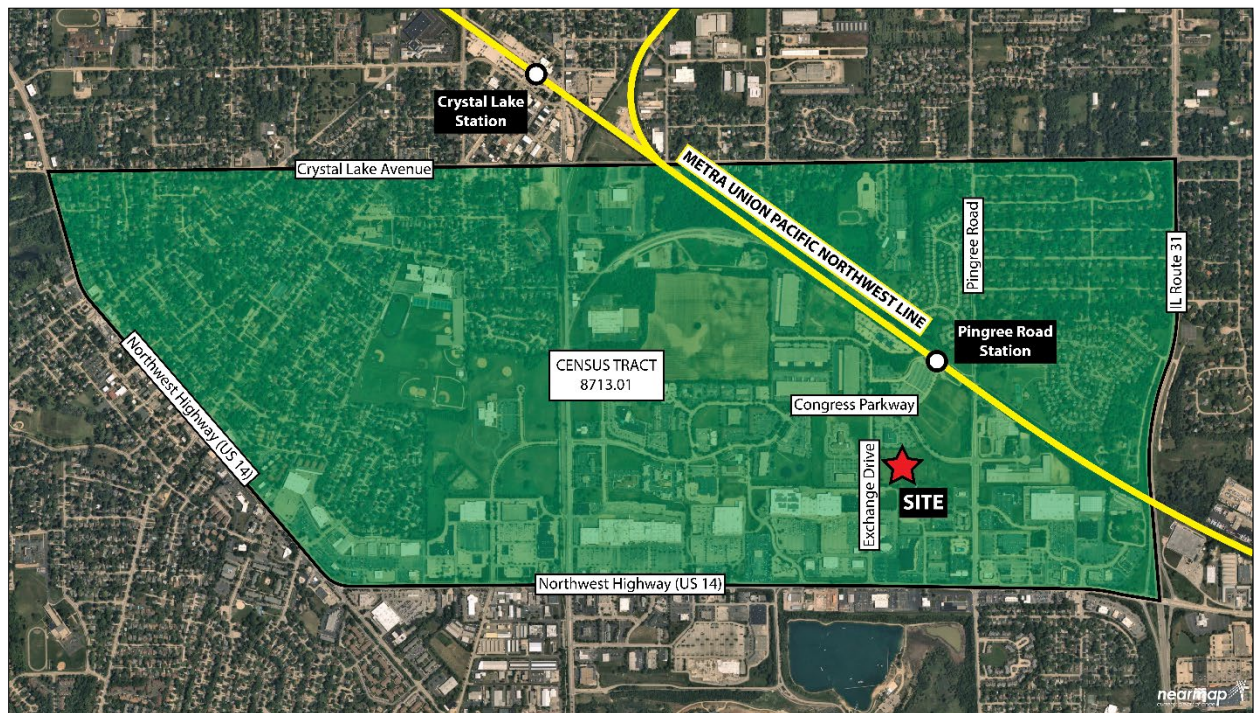 Crystal Lake
Station
Crystal Lake Avenue
METRA UNION PACIFIC NORTHWEST LINE
Pingree Road
IL Route 31
Pingree Road
Station
Northwest Highway (US 14)
CENSUS TRACT
8713.01
Congress Parkway
Exchange Drive
SITE
Northwest Highway (US 14)
nearmap